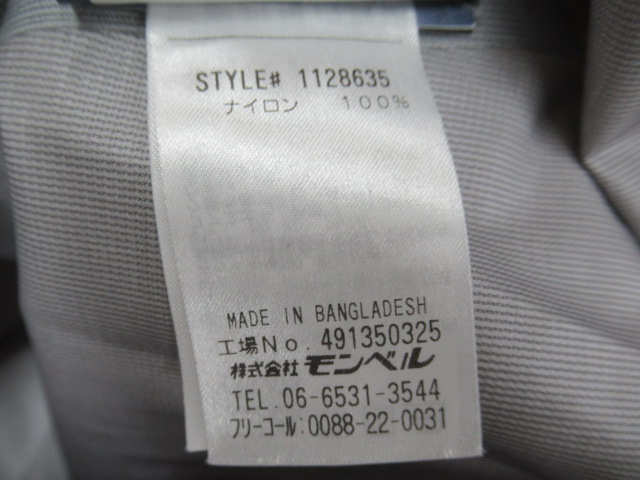 STYLE# 1128635
ナイロン 100%
MADE IN BANGLADESH
工場No. 491350325
株式会社 モンベル
TEL. 06-6531-3544
フリーコール:0088-22-0031